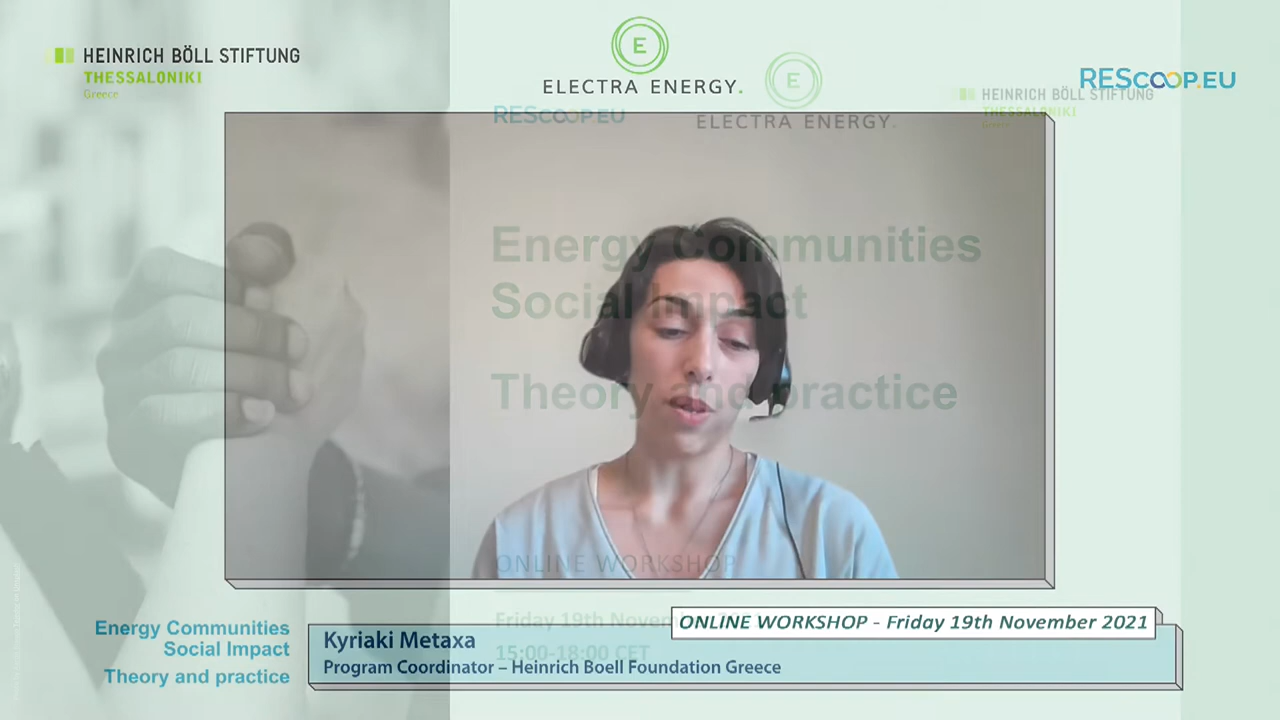 HEINRICH BÖLL STIFTUNG
THESSALONIKI
Greece
E
ELECTRA ENERGY.
REScoop.EU
REScoop.EU
E
ELECTRA ENERGY.
HEINRICH BÖLL STIFTUNG
THESSALONIKI
Energy Communities
Social Impact
Theory and practice
ONLINE WORKSHOP
Friday 19th November
15:00-18:00 CET
ONLINE WORKSHOP - Friday 19th November 2021
Energy Communities
Social Impact
Theory and practice
Kyriaki Metaxa
Program Coordinator – Heinrich Boell Foundation Greece